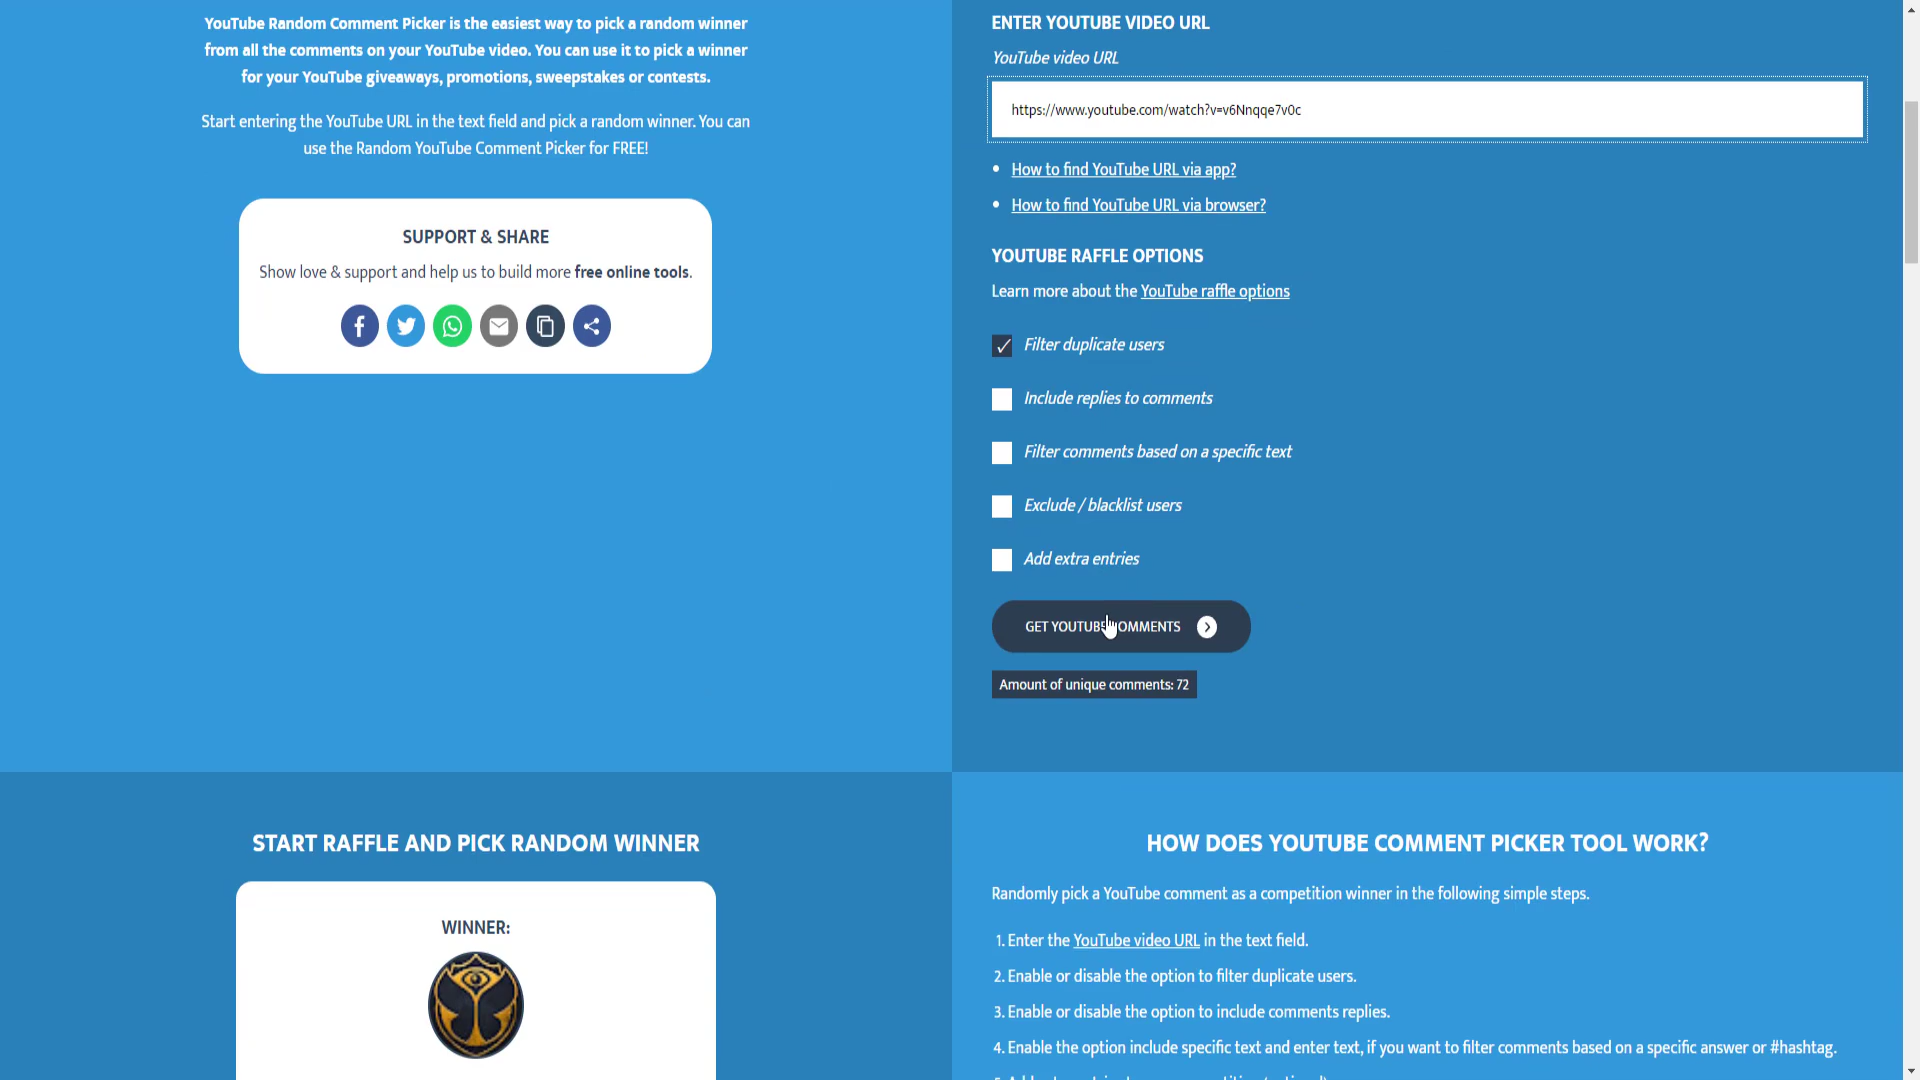 YouTube Random Comment Picker is the easiest way to pick a random winner
from all the comments on your YouTube video. You can use it to pick a winner
for your YouTube giveaways, promotions, sweepstakes or contests.
Start entering the YouTube URL in the text field and pick a random winner. You can
use the Random YouTube Comment Picker for FREE!
SUPPORT & SHARE
Show love & support and help us to build more free online tools.
ENTER YOUTUBE VIDEO URL
YouTube video URL
https://www.youtube.com/watch?v=v6Nnqqe7v0c
How to find YouTube URL via app?
How to find YouTube URL via browser?
YOUTUBE RAFFLE OPTIONS
Learn more about the YouTube raffle options
Filter duplicate users
Include replies to comments
Filter comments based on a specific text
Exclude / blacklist users
Add extra entries
GET YOUTUBE COMMENTS
Amount of unique comments: 72
START RAFFLE AND PICK RANDOM WINNER
WINNER:
HOW DOES YOUTUBE COMMENT PICKER TOOL WORK?
Randomly pick a YouTube comment as a competition winner in the following simple steps.
1. Enter the YouTube video URL in the text field.
2. Enable or disable the option to filter duplicate users.
3. Enable or disable the option to include comments replies.
4. Enable the option include specific text and enter text, if you want to filter comments based on a specific answer or #hashtag.